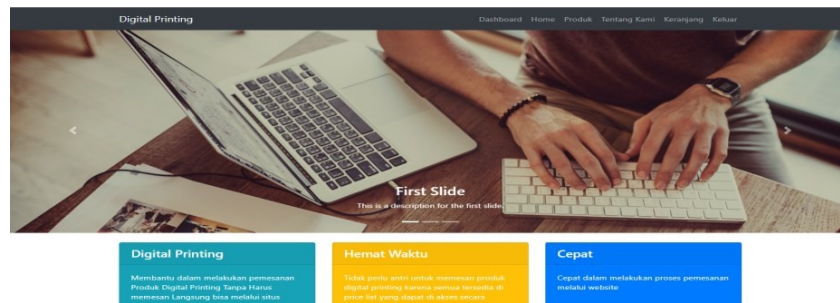 Digital Printing
Dashboard Home Produk Tentang Kami Keranjang Keluar
First Slide
This is a description for the first slide.
Digital Printing
Membantu dalam melakukan pemesanan
Produk Digital Printing Tanpa Harus
memesan Langsung bisa melalui situs
Hemat Waktu
Tidak perlu antri untuk memesan produk
digital printing karena semua tersedia di
price list yang dapat di akses secara
Cepat
Cepat dalam melakukan proses pemesanan
melalui website